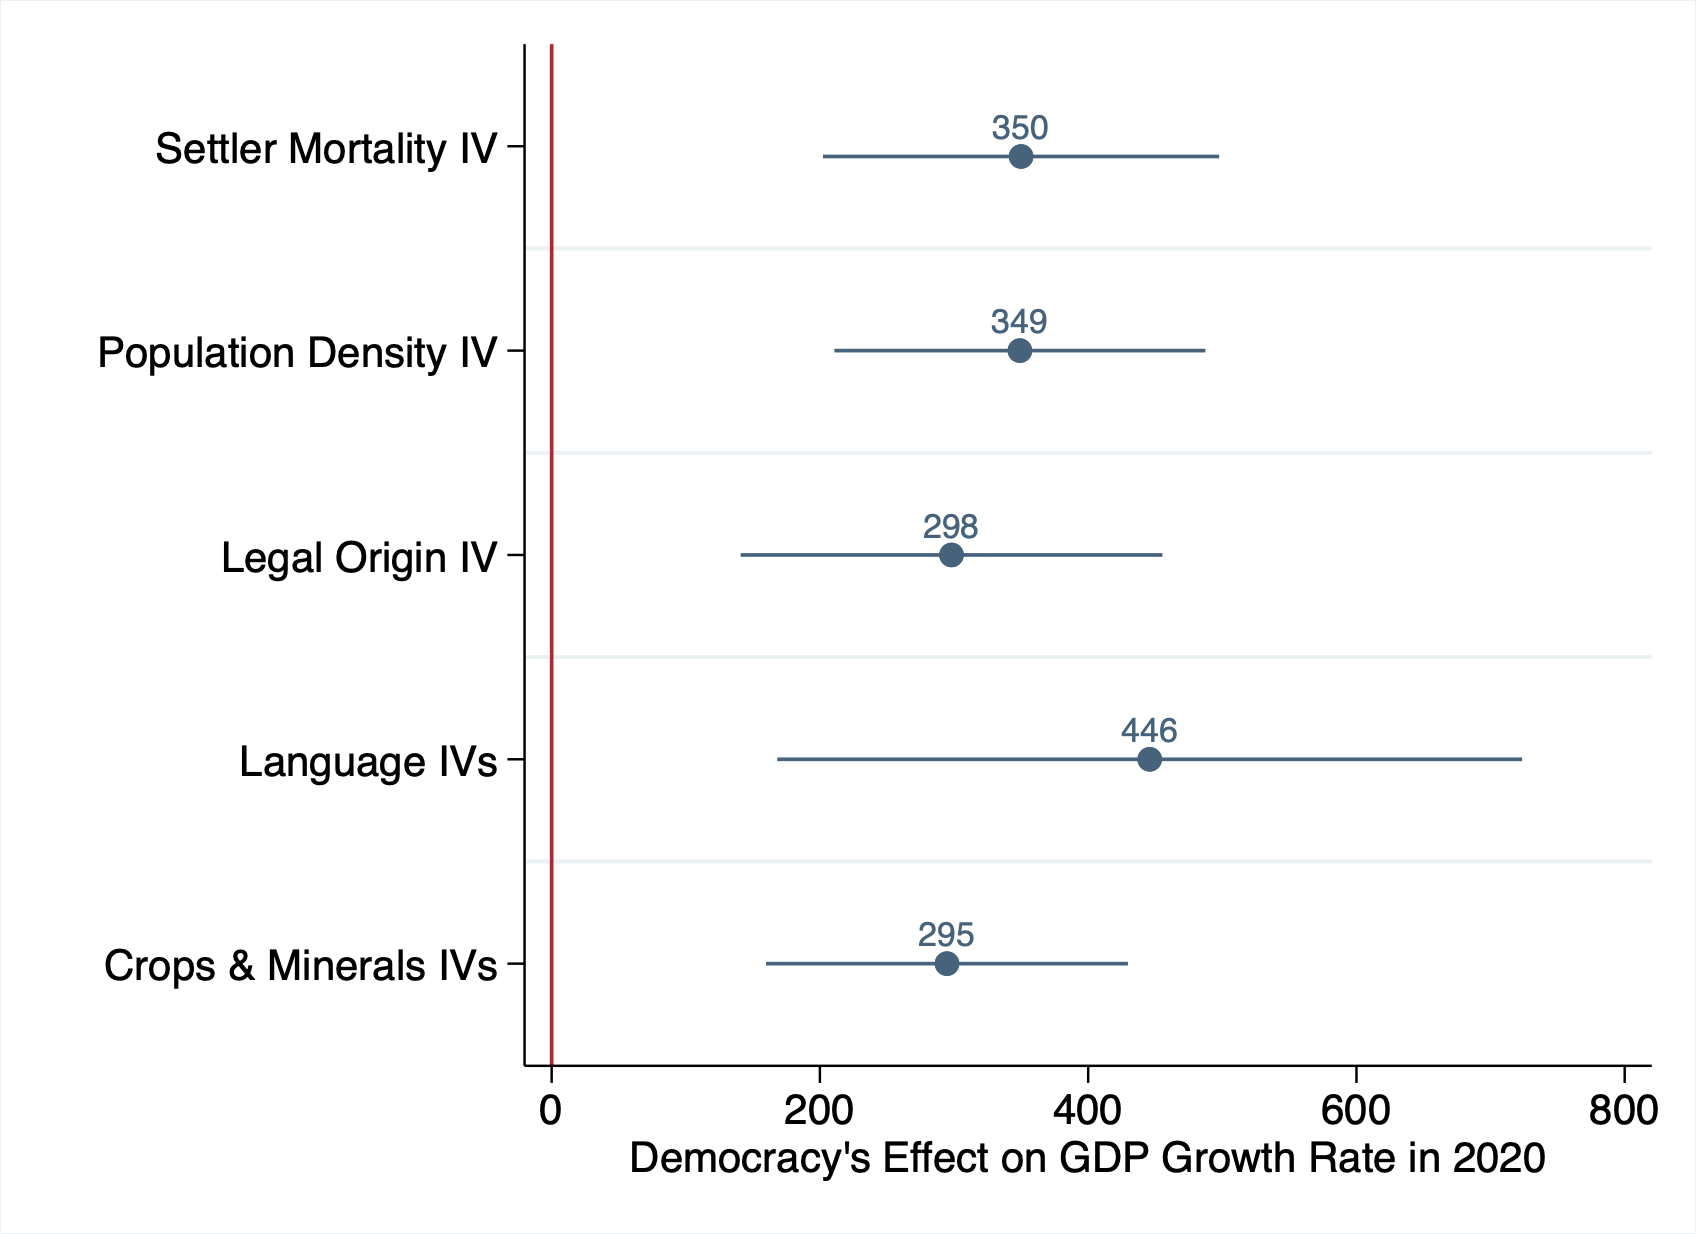 Settler Mortality IV
350
Population Density IV
349
Legal Origin IV
298
Language IVs
446
Crops & Minerals IVs
295
0 200 400 600 800
Democracy's Effect on GDP Growth Rate in 2020